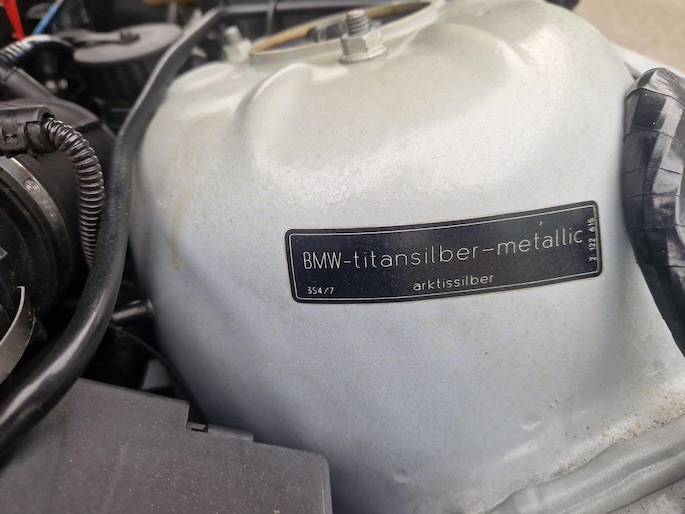 BMW-titansilber-metallic
354/7
arktissilber
7 122 615